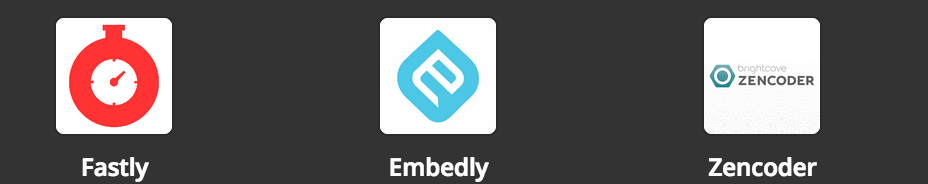 brightcove
ZENCODER
Fastly
Embedly
Zencoder